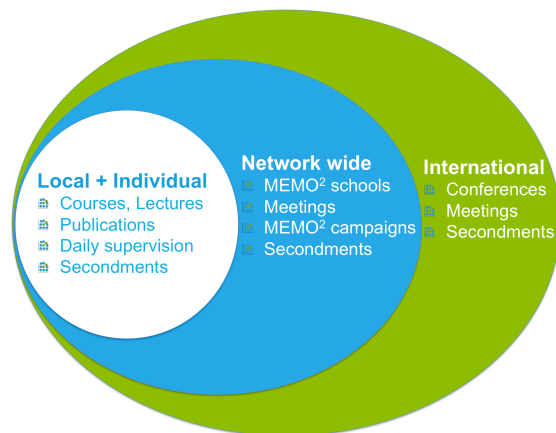 Local + Individual
Courses, Lectures
Publications
Daily supervision
Secondments
Network wide
MEMO² schools
Meetings
MEMO² campaigns
Secondments
International
Conferences
Meetings
Secondments